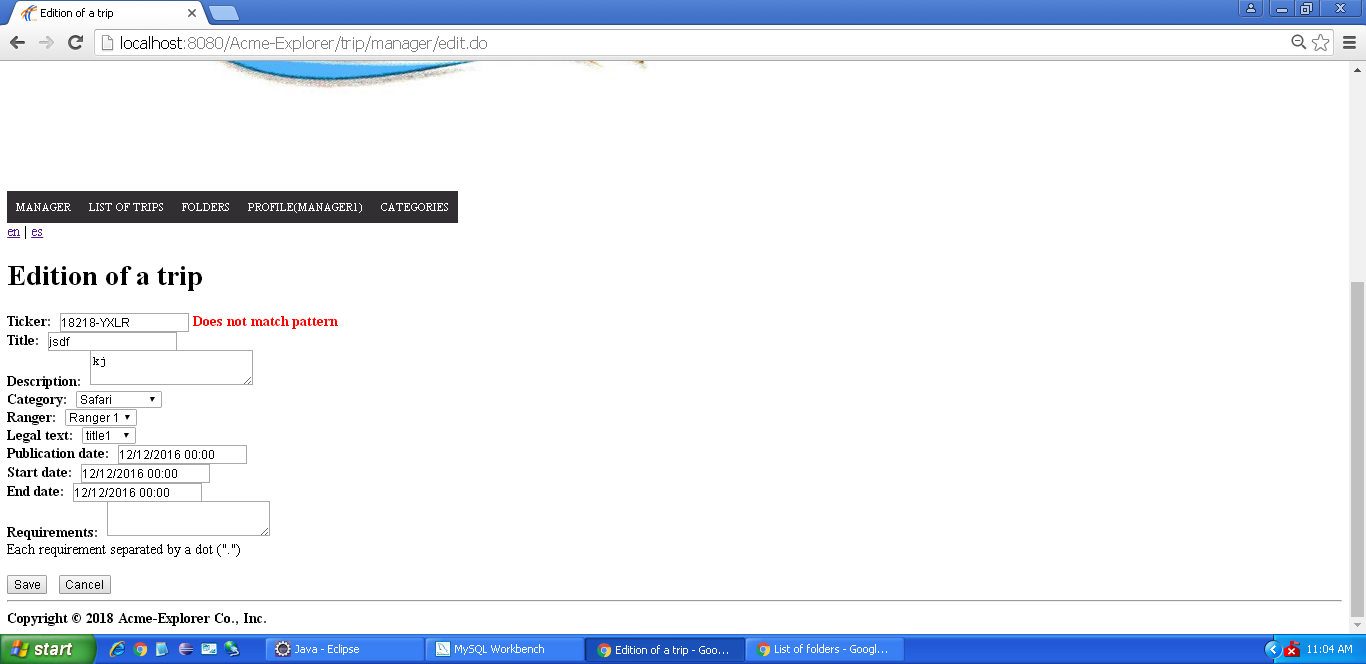 Edition of a trip
localhost:8080/Acme-Explorer/trip/manager/edit.do
MANAGER LIST OF TRIPS FOLDERS PROFILE(MANAGER1) CATEGORIES
en | es
Edition of a trip
Ticker: 18218-YXLR Does not match pattern
Title: jsdf
Description: kj
Category: Safari
Ranger: Ranger 1
Legal text: title1
Publication date: 12/12/2016 00:00
Start date: 12/12/2016 00:00
End date: 12/12/2016 00:00
Requirements:
Each requirement separated by a dot (".")
Save Cancel
Copyright © 2018 Acme-Explorer Co., Inc.
start Java - Eclipse MySQL Workbench Edition of a trip - Goo... List of folders - Googl... 11:04 AM